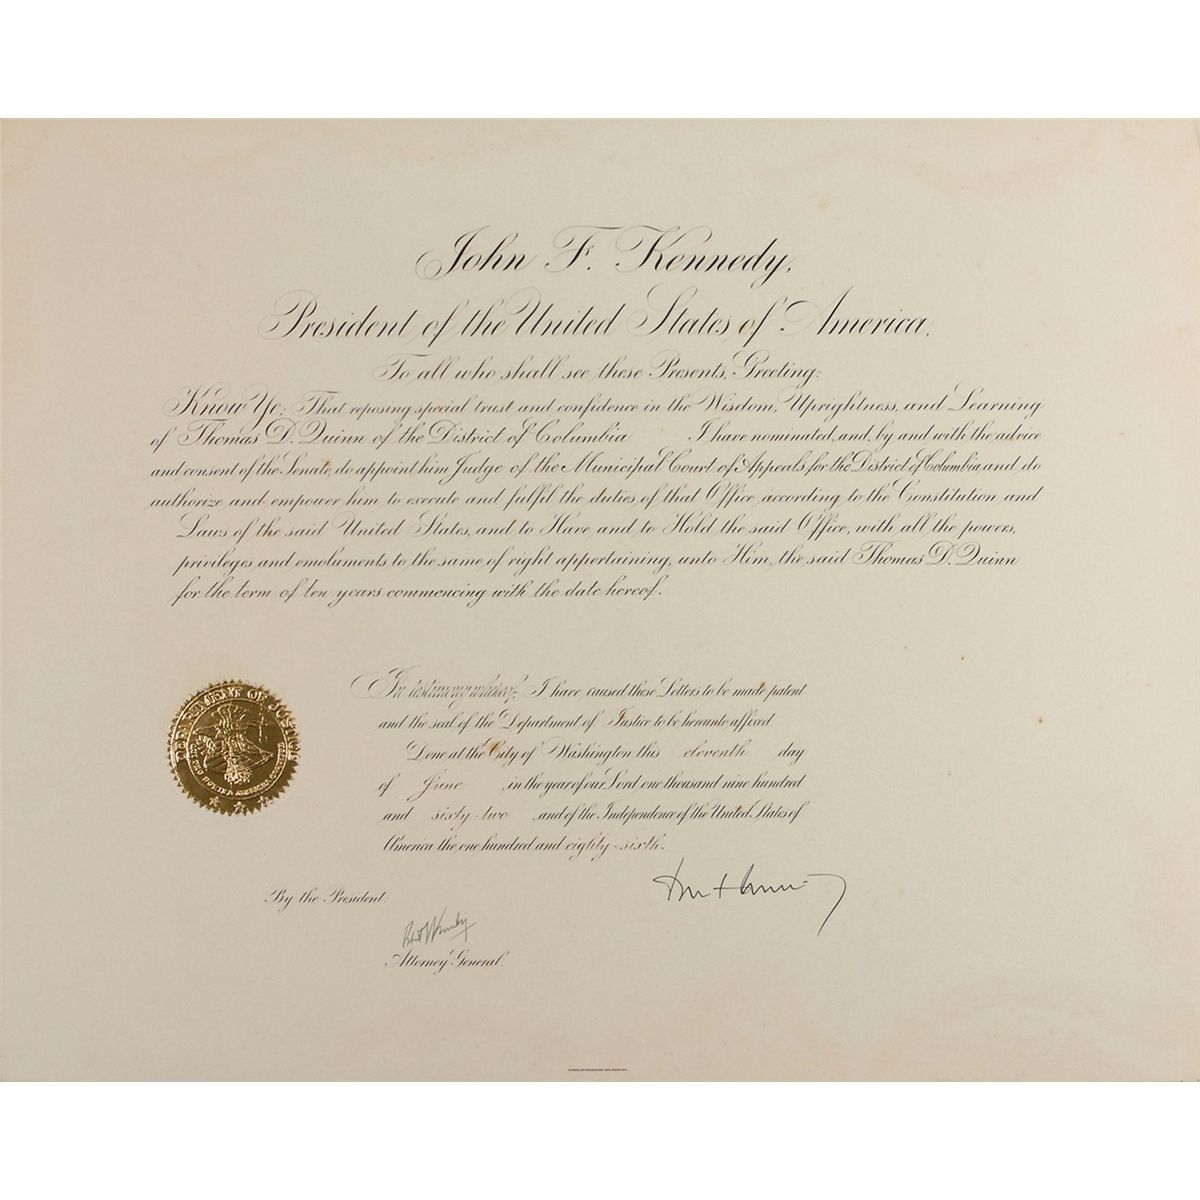 John F. Kennedy,
President of the United States of America,
To all who shall see these Presents, Greeting:
Know Ye; That reposing special trust and confidence in the Wisdom, Uprightness, and Learning
of Thomas D. Quinn of the District of Columbia I have nominated, and, by and with the advice
and consent of the Senate, do appoint him Judge of the Municipal Court of Appeals for the District of Columbia, and do
authorize and empower him to execute and fulfil the duties of that Office according to the Constitution and
Laws of the said United States, and to Have and to Hold the said Office, with all the powers,
privileges and emoluments to the same of right appertaining, unto Him, the said Thomas D. Quinn
for the term of ten years commencing with the date hereof.
In testimony whereof, I have caused these Letters to be made patent
and the seal of the Department of Justice to be hereunto affixed
Done at the City of Washington this eleventh day
of June, in the year of our Lord one thousand nine hundred
and sixty-two, and of the Independence of the United States of
America the one hundred and eighty-sixth.
DEPARTMENT OF JUSTICE
By the President:
Robert Kennedy
Attorney General.
BUREAU OF ENGRAVING AND PRINTING